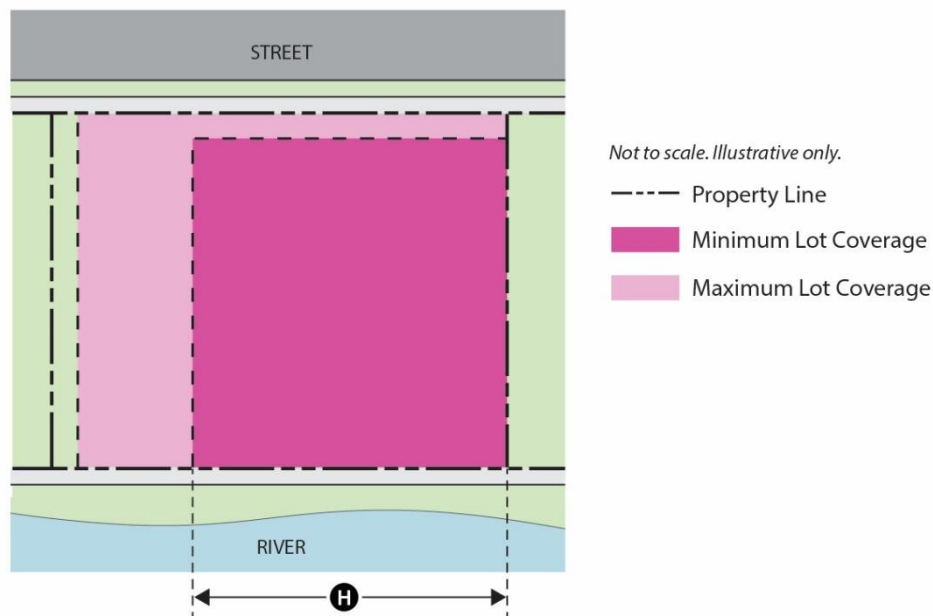 STREET
Not to scale. Illustrative only.
Property Line
Minimum Lot Coverage
Maximum Lot Coverage
RIVER
H